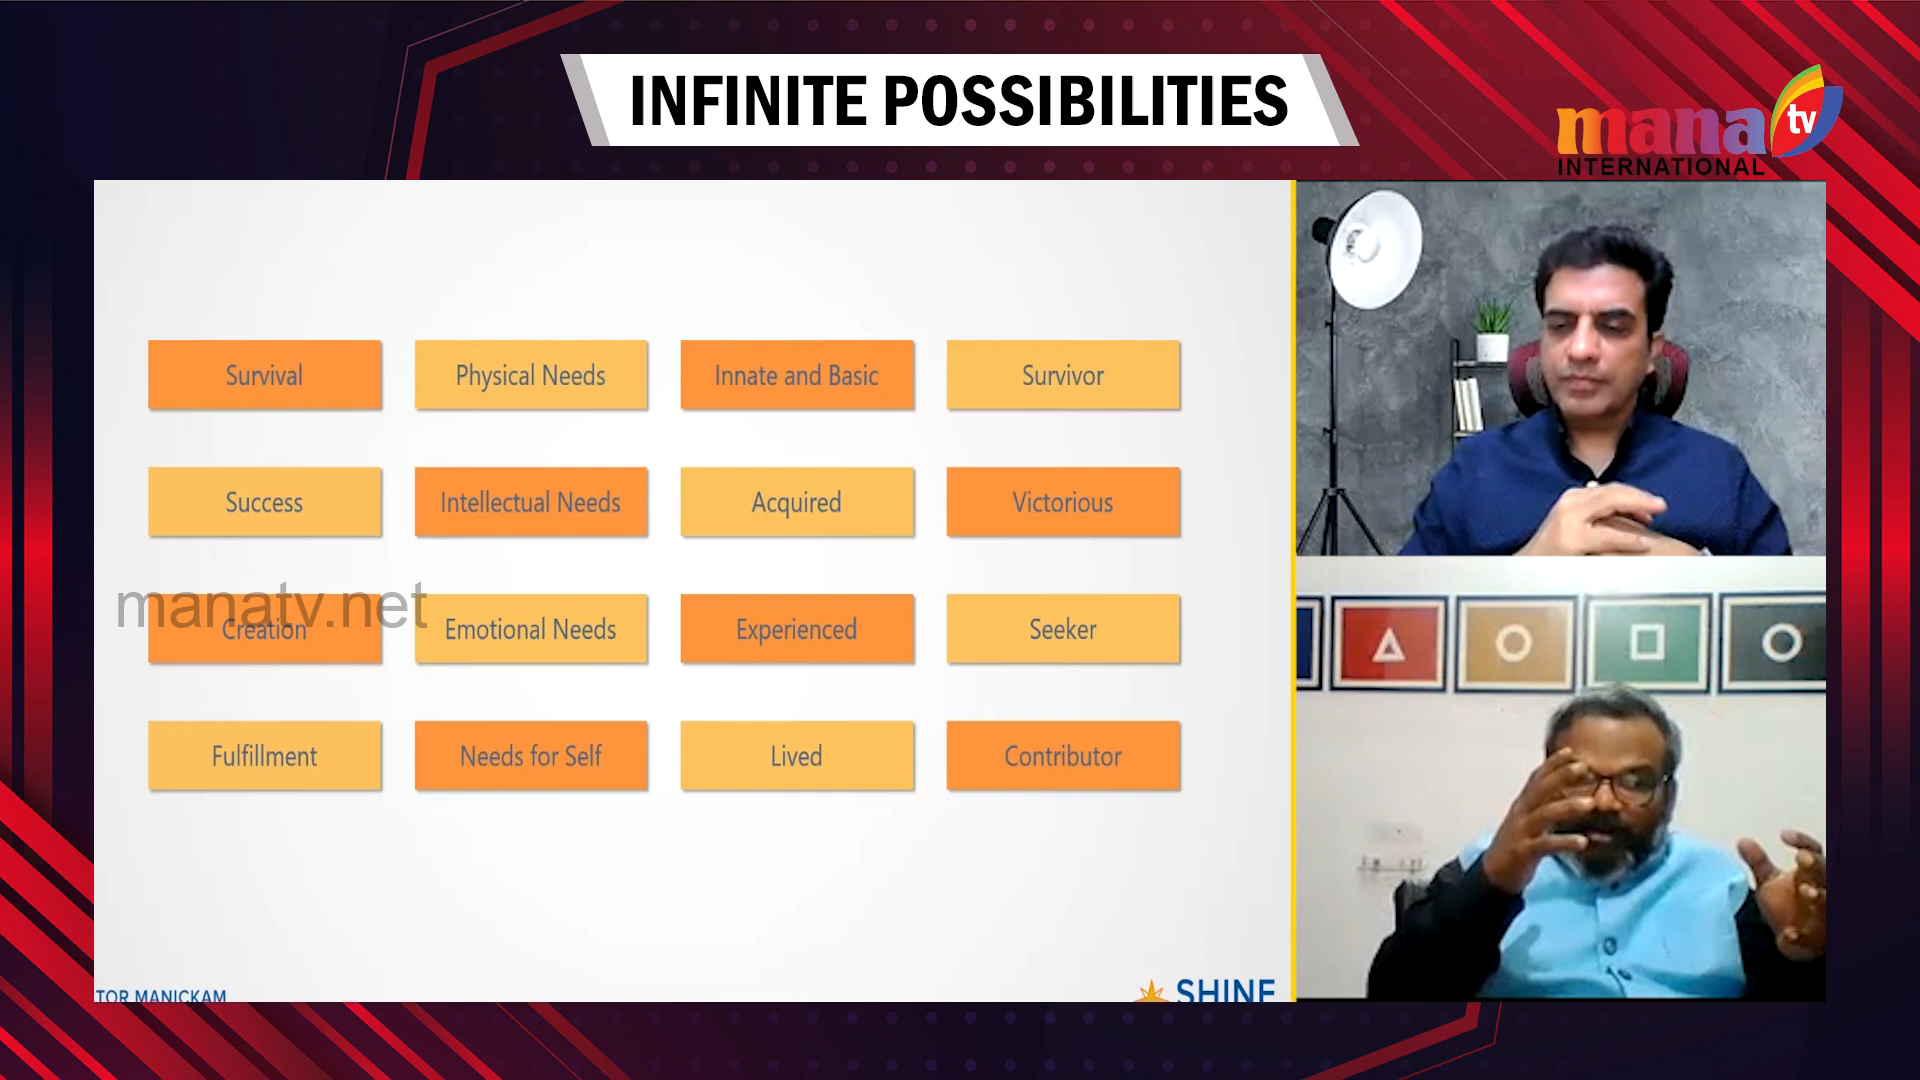 INFINITE POSSIBILITIES
mana tv
INTERNATIONAL
Survival Physical Needs Innate and Basic Survivor
Success Intellectual Needs Acquired Victorious
manatv.net
Creation Emotional Needs Experienced Seeker
Fulfillment Needs for Self Lived Contributor
TOR MANICKAM
SHINE